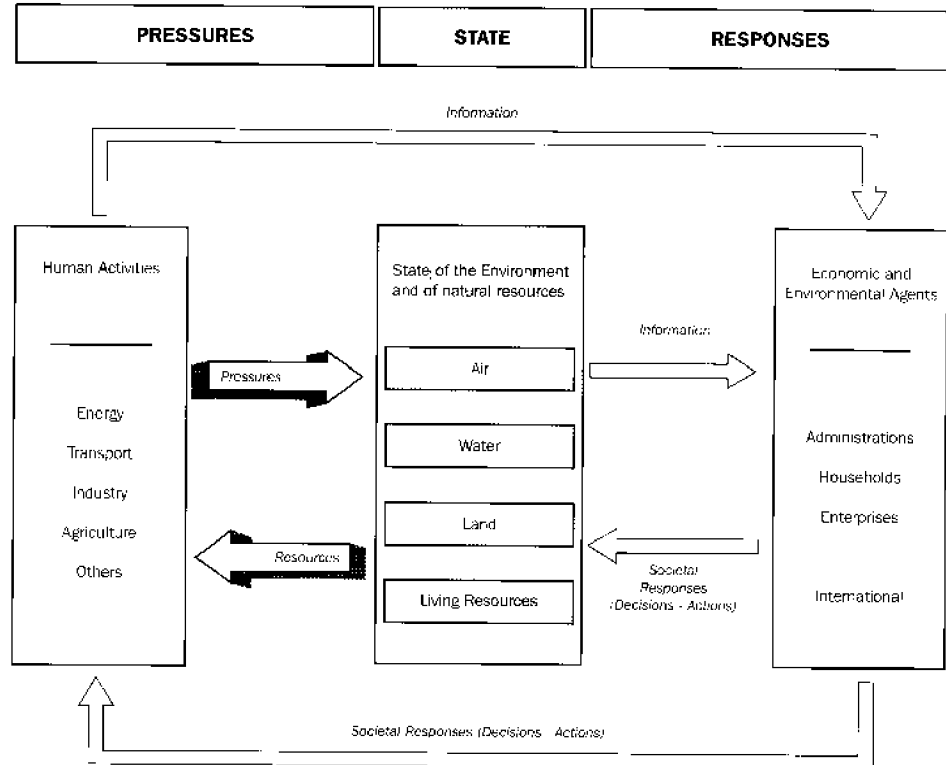 PRESSURES
STATE
RESPONSES
Information
Human Activities
Energy
Transport
Industry
Agriculture
Others
Pressures
Resources
State of the Environment
and of natural resources
Air
Water
Land
Living Resources
Information
Societal
Responses
(Decisions - Actions)
Economic and
Environmental Agents
Administrations
Households
Enterprises
International
Societal Responses (Decisions - Actions)